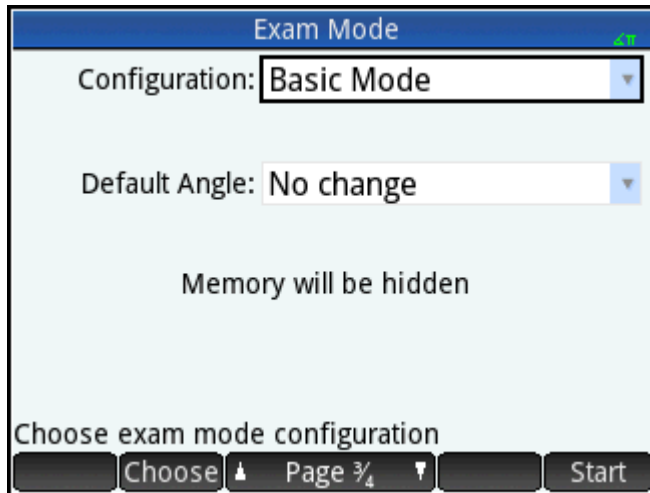 Exam Mode
∡π
Configuration: Basic Mode
Default Angle: No change
Memory will be hidden
Choose exam mode configuration
Choose Page ¾ Start